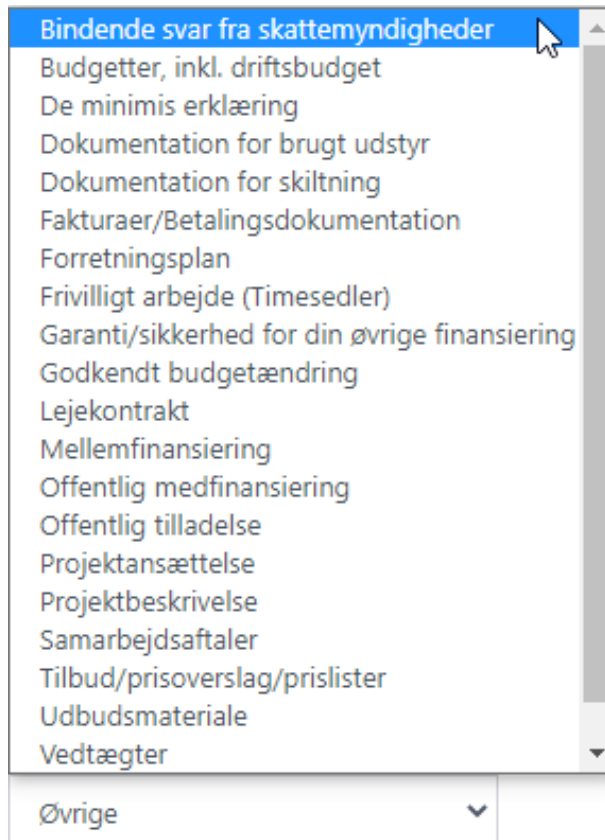 Bindende svar fra skattemyndigheder
Budgetter, inkl. driftsbudget
De minimis erklæring
Dokumentation for brugt udstyr
Dokumentation for skiltning
Fakturaer/Betalingsdokumentation
Forretningsplan
Frivilligt arbejde (Timesedler)
Garanti/sikkerhed for din øvrige finansiering
Godkendt budgetændring
Lejekontrakt
Mellemfinansiering
Offentlig medfinansiering
Offentlig tilladelse
Projektansættelse
Projektbeskrivelse
Samarbejdsaftaler
Tilbud/prisoverslag/prislister
Udbudsmateriale
Vedtægter
Øvrige